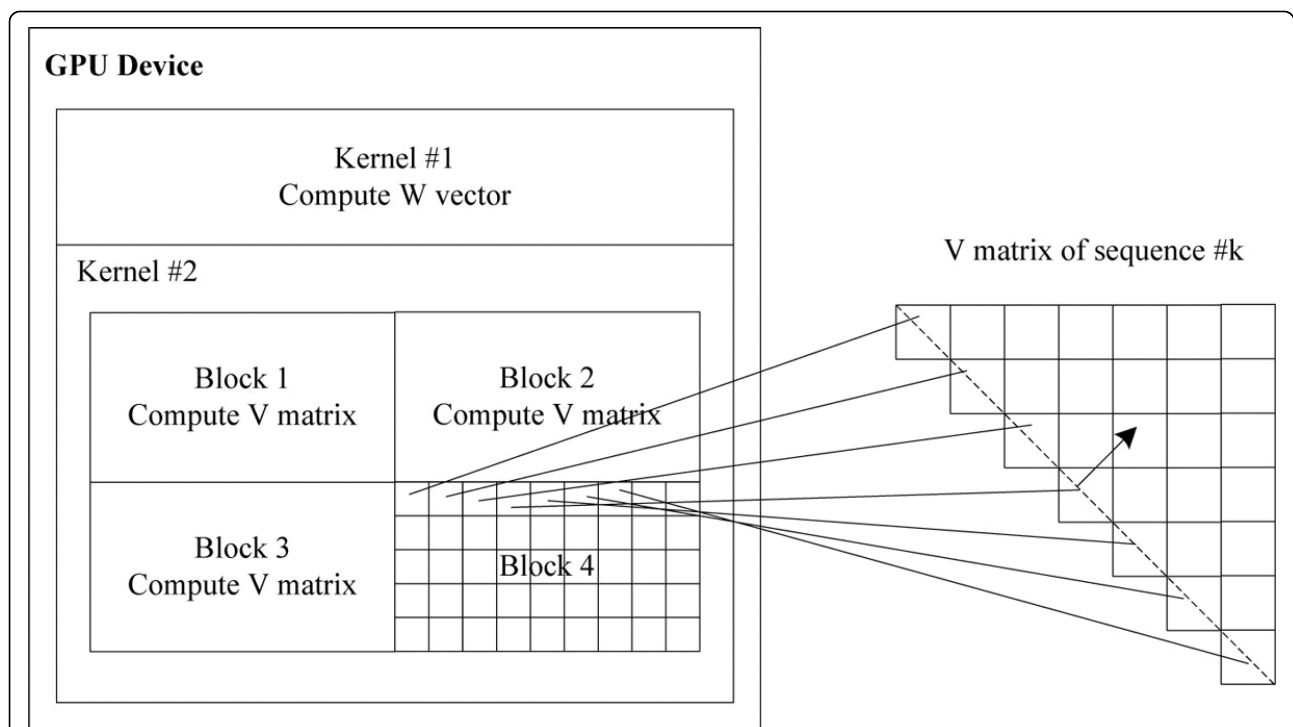 GPU Device
Kernel #1
Compute W vector
Kernel #2
Block 1
Compute V matrix
Block 2
Compute V matrix
Block 3
Compute V matrix
Block 4
V matrix of sequence #k